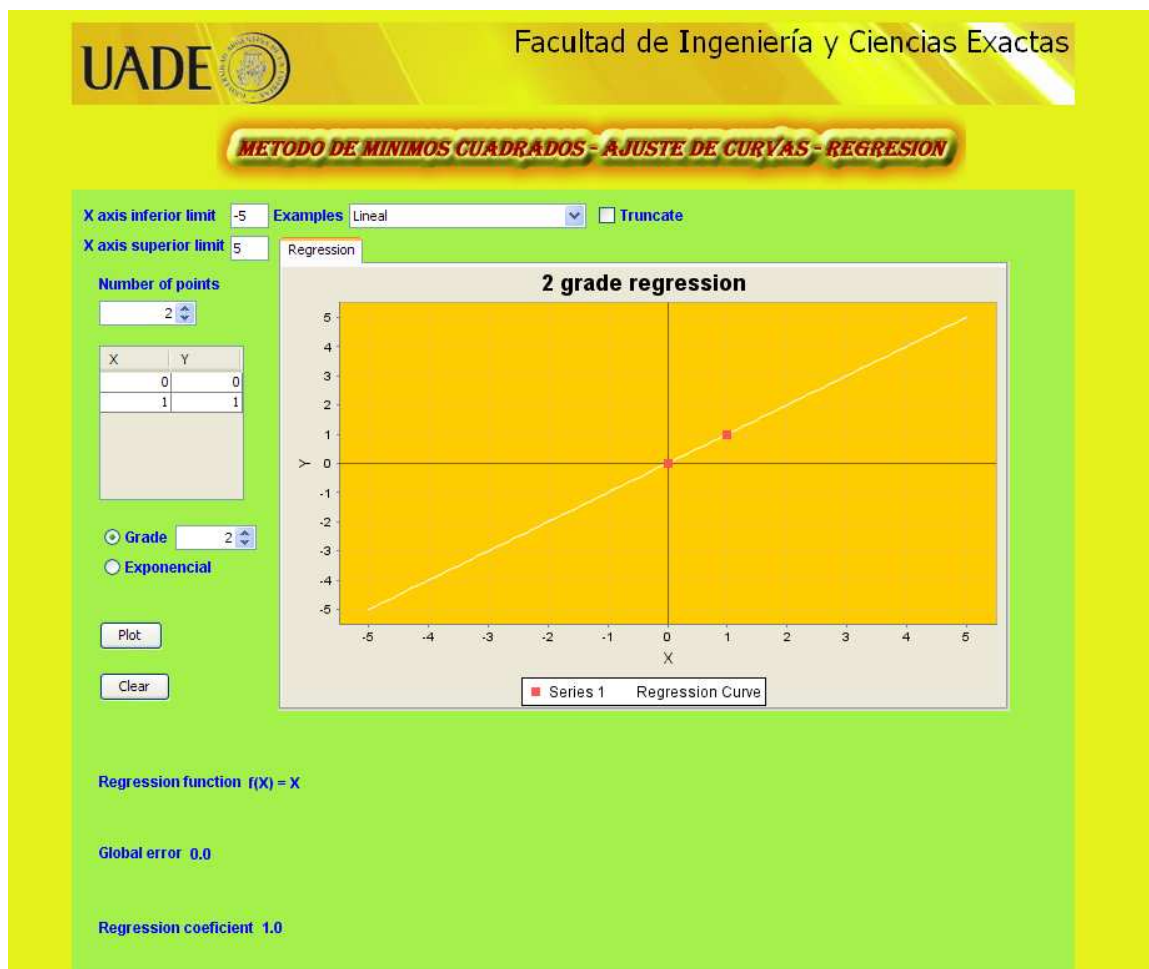 UADE
Facultad de Ingeniería y Ciencias Exactas
METODO DE MINIMOS CUADRADOS - AJUSTE DE CURVAS - REGRESION
X axis inferior limit -5 Examples Lineal Truncate
X axis superior limit 5
Regression
Number of points
2
X Y
0 0
1 1
Grade 2
Exponencial
Plot
Clear
2 grade regression
5
4
3
2
1
0
-1
-2
-3
-4
-5
Y
-5 -4 -3 -2 -1 0 1 2 3 4 5
X
Series 1 Regression Curve
Regression function f(X) = X
Global error 0.0
Regression coeficient 1.0